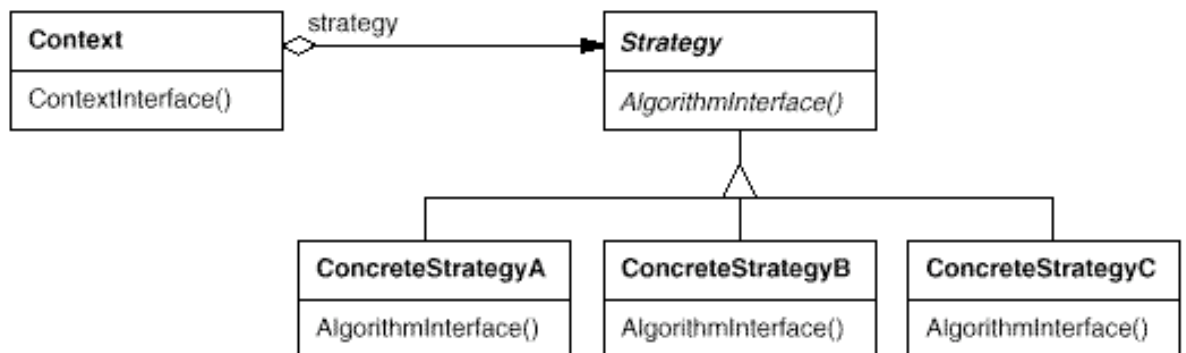 strategy
Context
Strategy
ContextInterface()
AlgorithmInterface()
ConcreteStrategyA
ConcreteStrategyB
ConcreteStrategyC
AlgorithmInterface()
AlgorithmInterface()
AlgorithmInterface()